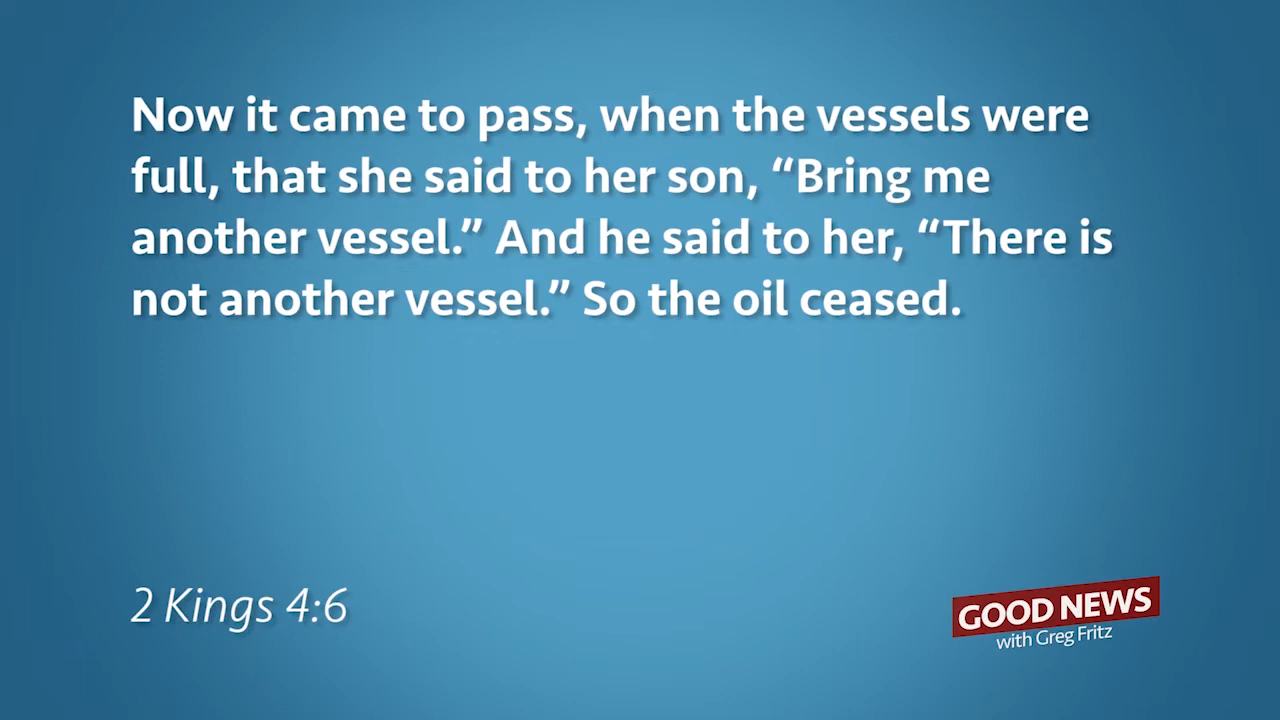 Now it came to pass, when the vessels were
full, that she said to her son, “Bring me
another vessel.” And he said to her, “There is
not another vessel.” So the oil ceased.
2 Kings 4:6
GOOD NEWS
with Greg Fritz